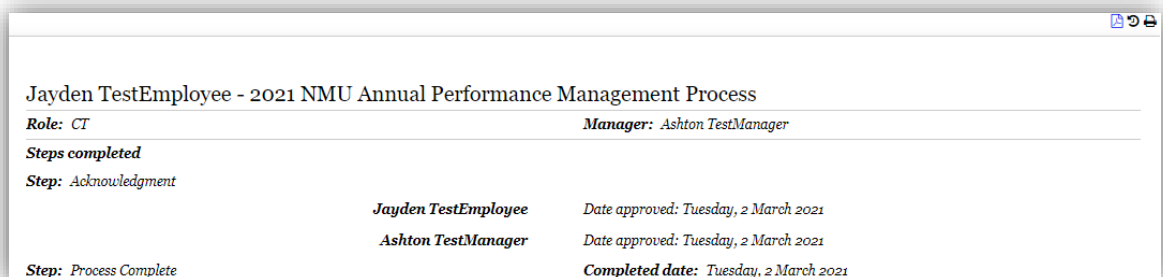 Jayden TestEmployee - 2021 NMU Annual Performance Management Process
Role: CT Manager: Ashton TestManager
Steps completed
Step: Acknowledgment
Jayden TestEmployee Date approved: Tuesday, 2 March 2021
Ashton TestManager Date approved: Tuesday, 2 March 2021
Step: Process Complete Completed date: Tuesday, 2 March 2021